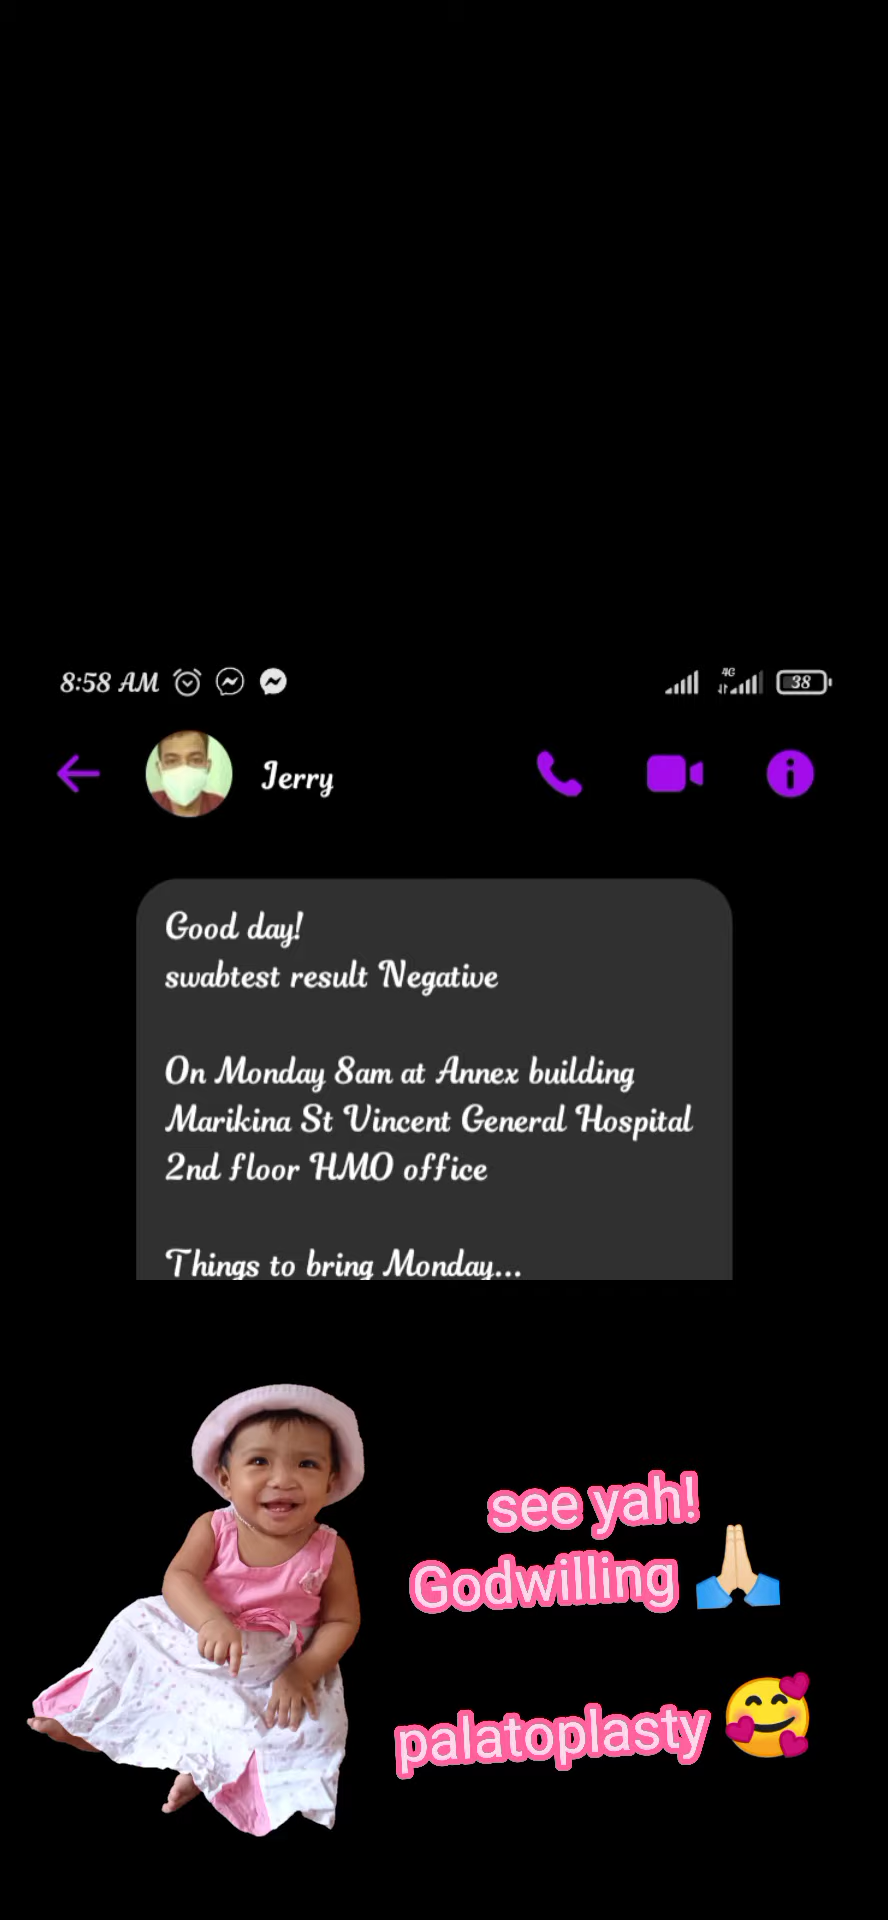 8:58 AM
4G
38
Jerry
Good day!
swabtest result Negative
On Monday 8am at Annex building
Marikina St Vincent General Hospital
2nd floor HMO office
Things to bring Monday...
see yah!
Godwilling
palatoplasty